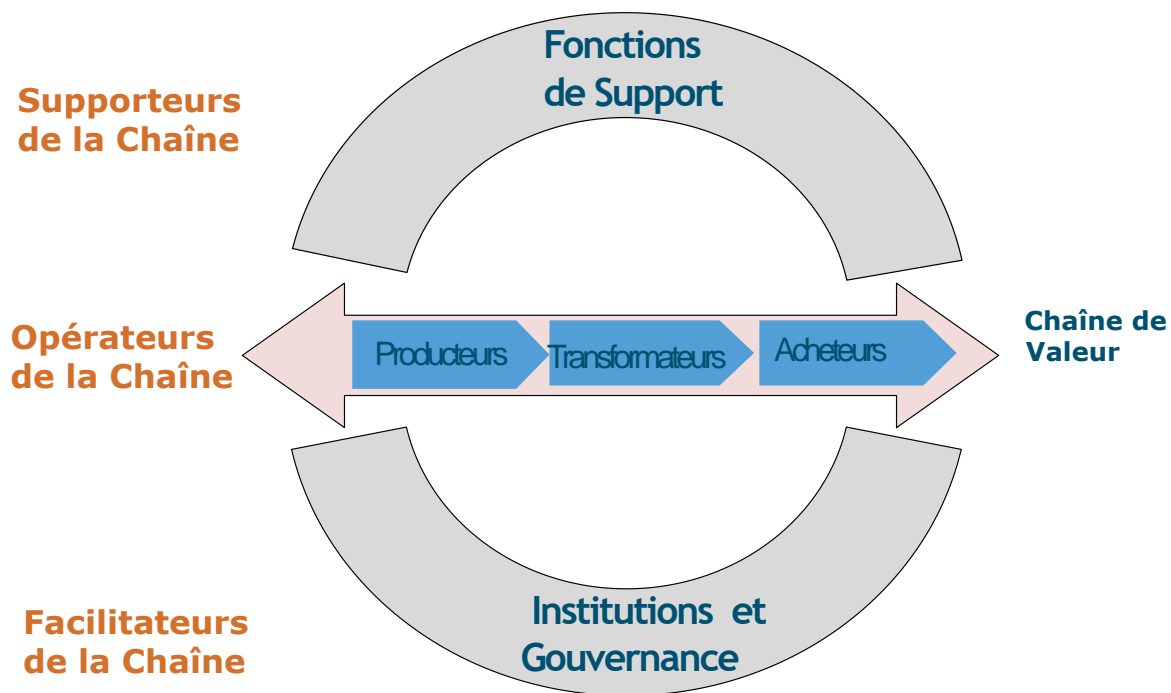 Fonctions
de Support
Supporteurs
de la Chaîne
Opérateurs
de la Chaîne
Producteurs
Transformateurs
Acheteurs
Chaîne de
Valeur
Institutions et
Gouvernance
Facilitateurs
de la Chaîne